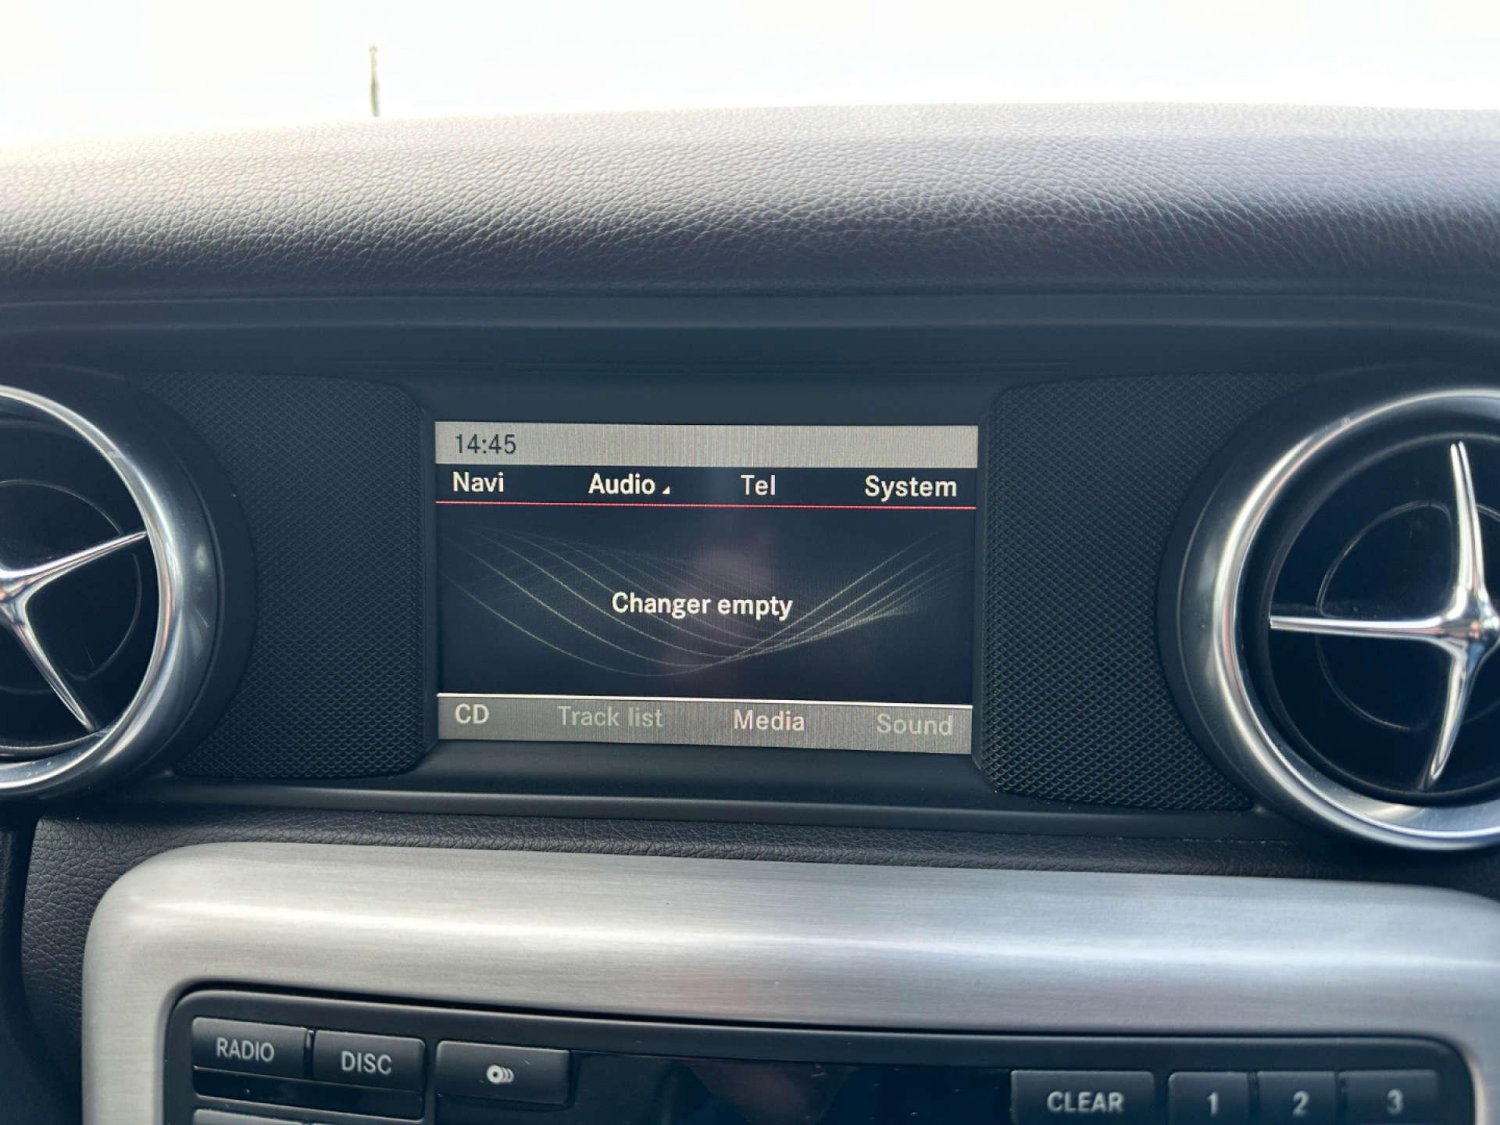 14:45
Navi Audio Tel System
Changer empty
CD Track list Media Sound
RADIO DISC CLEAR 1 2 3